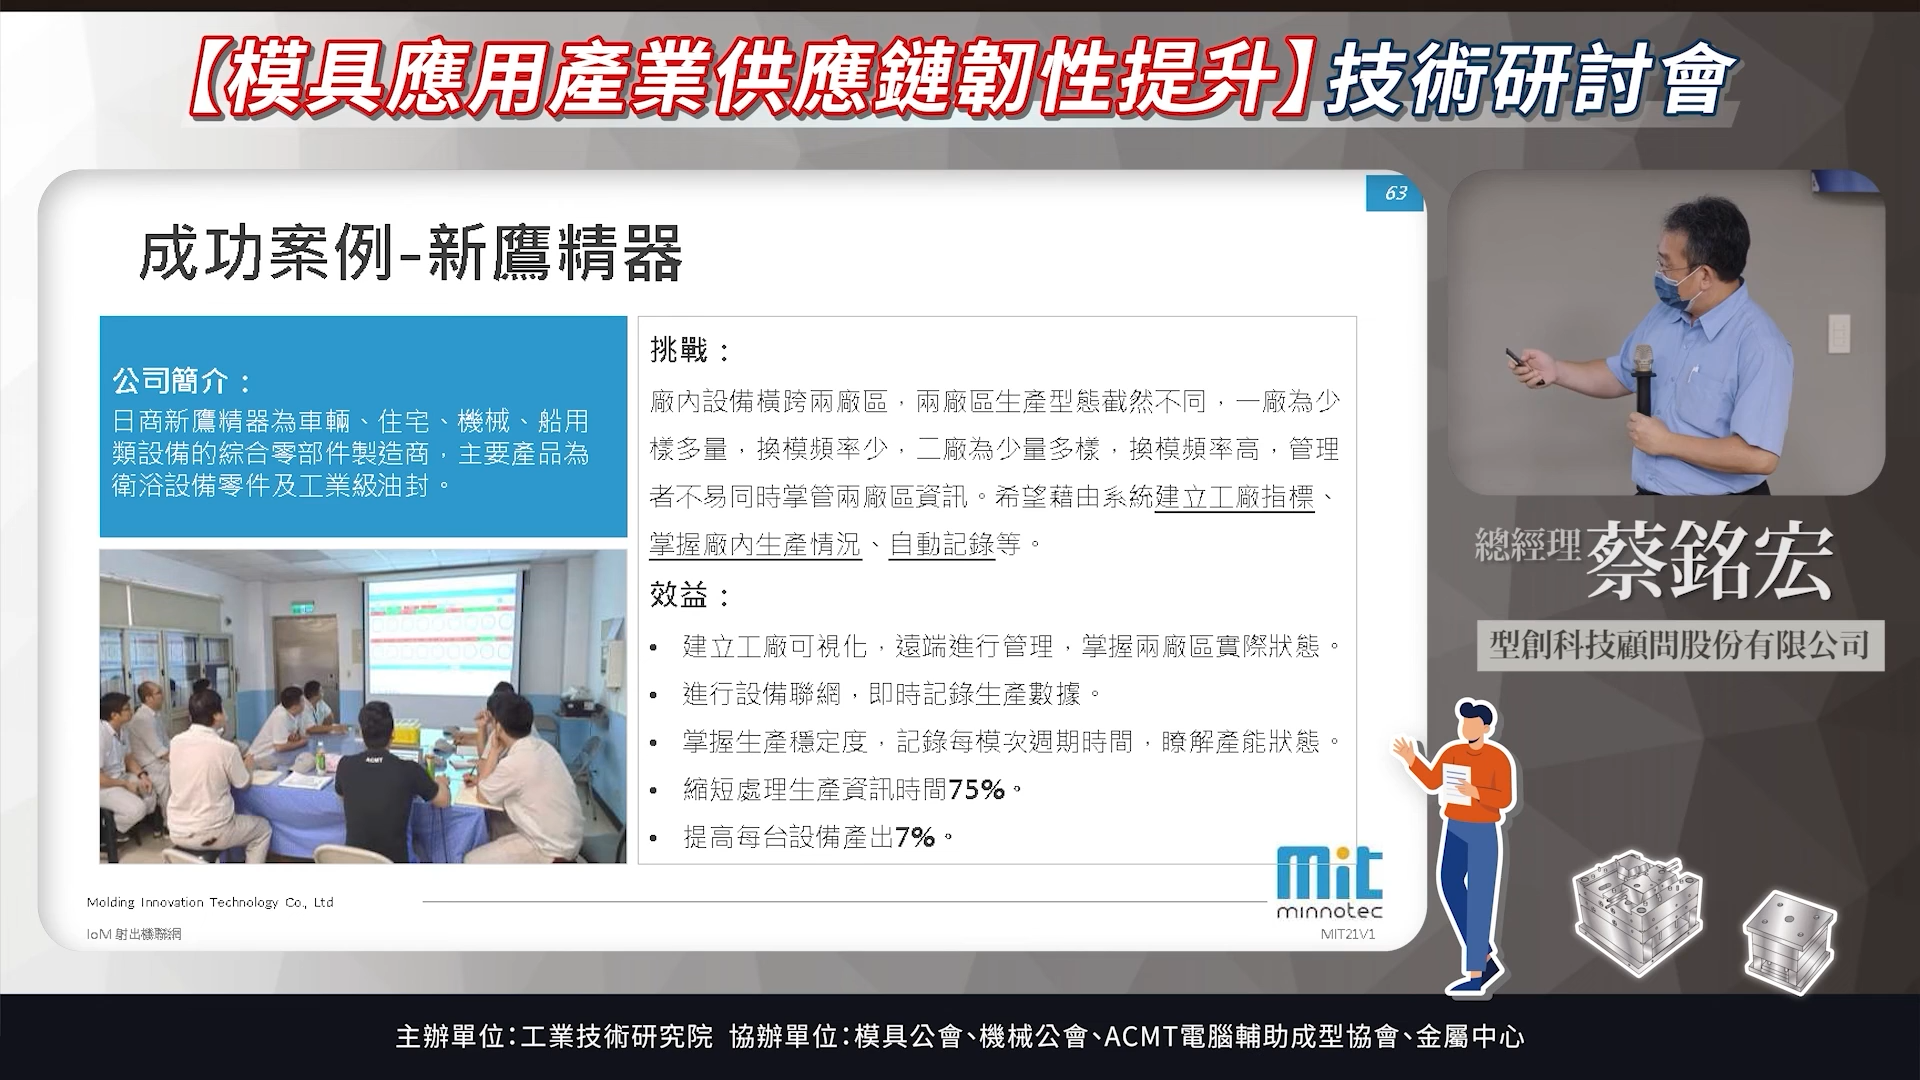 【模具應用產業供應鏈韌性提升】技術研討會
63
成功案例-新鷹精器
公司簡介：
日商新鷹精器為車輛、住宅、機械、船用
類設備的綜合零部件製造商，主要產品為
衛浴設備零件及工業級油封。
挑戰：
廠內設備橫跨兩廠區，兩廠區生產型態截然不同，一廠為少
樣多量，換模頻率少，二廠為少量多樣，換模頻率高，管理
者不易同時掌管兩廠區資訊。希望藉由系統建立工廠指標、
掌握廠內生產情況、自動記錄等。
效益：
• 建立工廠可視化，遠端進行管理，掌握兩廠區實際狀態。
• 進行設備聯網，即時記錄生產數據。
• 掌握生產穩定度，記錄每模次週期時間，瞭解產能狀態。
• 縮短處理生產資訊時間75%。
• 提高每台設備產出7%。
ACMT
Molding Innovation Technology Co., Ltd
IoM 射出機聯網
mit
minnotec
MIT21V1
總經理 蔡銘宏
型創科技顧問股份有限公司
主辦單位：工業技術研究院 協辦單位：模具公會、機械公會、ACMT電腦輔助成型協會、金屬中心